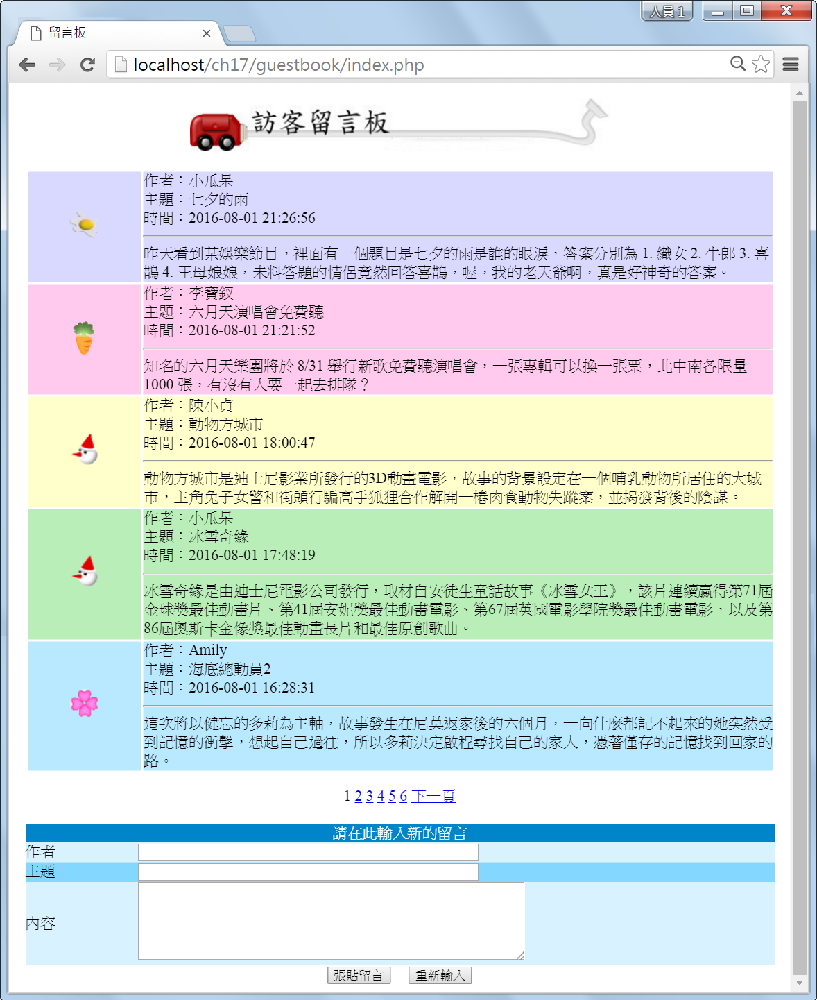 人員 1
留言板
localhost/ch17/guestbook/index.php
訪客留言板
作者：小瓜呆
主題：七夕的雨
時間：2016-08-01 21:26:56
昨天看到某娛樂節目，裡面有一個題目是七夕的雨是誰的眼淚，答案分別為 1. 織女 2. 牛郎 3. 喜
鵲 4. 王母娘娘，未料答題的情侶竟然回答喜鵲，喔，我的老天爺啊，真是好神奇的答案。
作者：李寶釵
主題：六月天演唱會免費聽
時間：2016-08-01 21:21:52
知名的六月天樂團將於 8/31 舉行新歌免費聽演唱會，一張專輯可以換一張票，北中南各限量
1000 張，有沒有人要一起去排隊？
作者：陳小貞
主題：動物方城市
時間：2016-08-01 18:00:47
動物方城市是迪士尼影業所發行的3D動畫電影，故事的背景設定在一個哺乳動物所居住的大城
市，主角兔子女警和街頭行騙高手狐狸合作解開一樁肉食動物失蹤案，並揭發背後的陰謀。
作者：小瓜呆
主題：冰雪奇緣
時間：2016-08-01 17:48:19
冰雪奇緣是由迪士尼電影公司發行，取材自安徒生童話故事《冰雪女王》，該片連續贏得第71屆
金球獎最佳動畫片、第41屆安妮獎最佳動畫電影、第67屆英國電影學院獎最佳動畫電影，以及第
86屆奧斯卡金像獎最佳動畫長片和最佳原創歌曲。
作者：Amily
主題：海底總動員2
時間：2016-08-01 16:28:31
這次將以健忘的多莉為主軸，故事發生在尼莫返家後的六個月，一向什麼都記不起來的她突然受
到記憶的衝擊，想起自己過往，所以多莉決定啟程尋找自己的家人，憑著僅存的記憶找到回家的
路。
1 2 3 4 5 6 下一頁
請在此輸入新的留言
作者
主題
內容
張貼留言 重新輸入